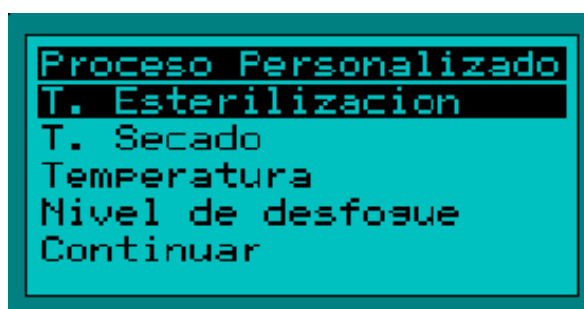 Proceso Personalizado
T. Esterilizacion
T. Secado
Temperatura
Nivel de desfogue
Continuar